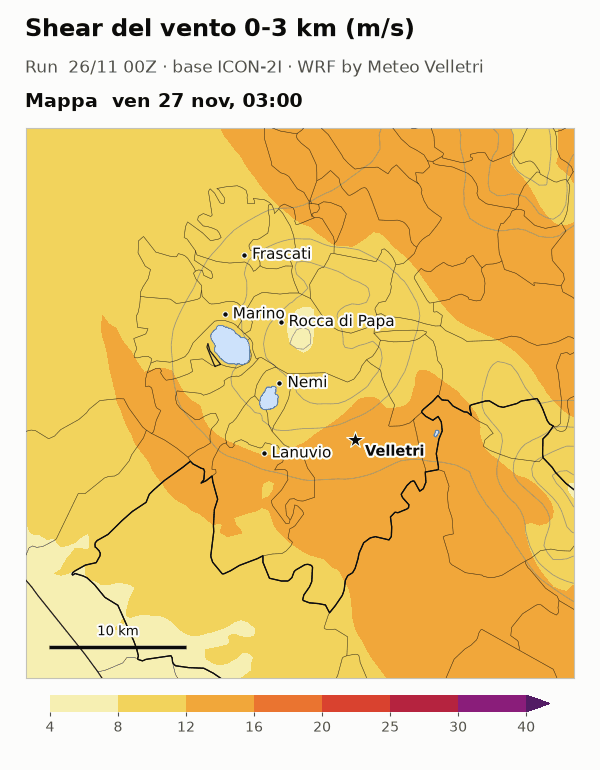 Shear del vento 0-3 km (m/s)
Run  26/11 00Z · base ICON-2I · WRF by Meteo Velletri
Mappa  ven 27 nov, 03:00
Frascati
Marino
Rocca di Papa
Nemi
Velletri
Lanuvio
10 km
4 8 12 16 20 25 30 40